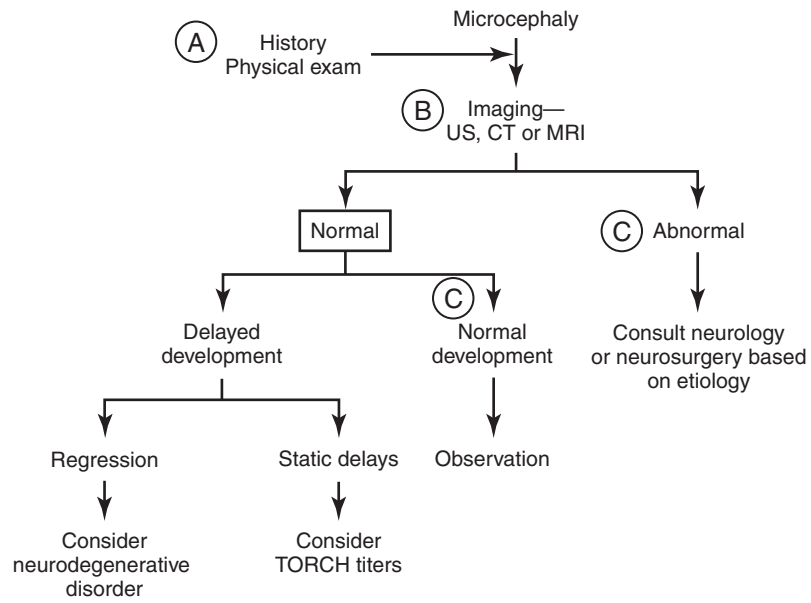 Microcephaly
A
History
Physical exam
B
Imaging—
US, CT or MRI
Normal
C
Abnormal
C
Delayed
development
Normal
development
Consult neurology
or neurosurgery based
on etiology
Regression
Static delays
Observation
Consider
neurodegenerative
disorder
Consider
TORCH titers